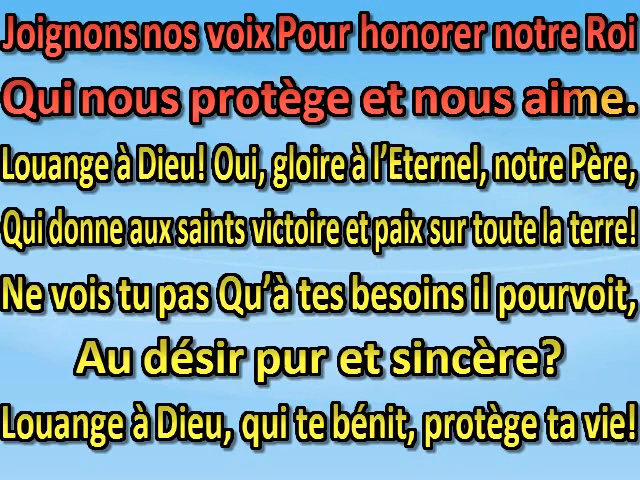 Joignons nos voix Pour honorer notre Roi
Qui nous protège et nous aime.
Louange à Dieu! Oui, gloire à l’Eternel, notre Père,
Qui donne aux saints victoire et paix sur toute la terre!
Ne vois tu pas Qu’à tes besoins il pourvoit,
Au désir pur et sincère?
Louange à Dieu, qui te bénit, protège ta vie!